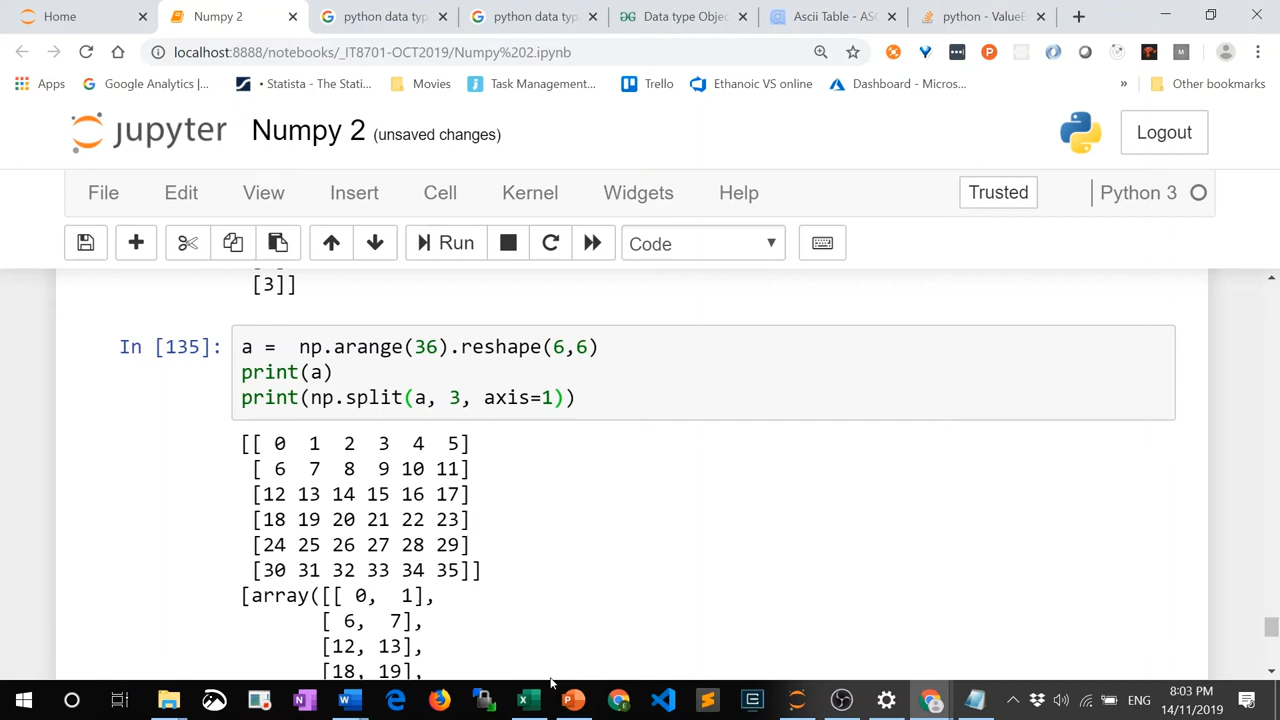 Home
Numpy 2
python data typ
python data typ
Data type Objec
Ascii Table - ASC
python - ValueE
localhost:8888/notebooks/_IT8701-OCT2019/Numpy%202.ipynb
Apps
Google Analytics |...
• Statista - The Stati...
Movies
Task Management...
Trello
Ethanoic VS online
Dashboard - Micros...
»
Other bookmarks
jupyter Numpy 2 (unsaved changes)
Logout
File Edit View Insert Cell Kernel Widgets Help
Trusted
Python 3
Run
Code
[3]]
In [135]: a =  np.arange(36).reshape(6,6)
print(a)
print(np.split(a, 3, axis=1))
[[ 0  1  2  3  4  5]
[ 6  7  8  9 10 11]
[12 13 14 15 16 17]
[18 19 20 21 22 23]
[24 25 26 27 28 29]
[30 31 32 33 34 35]]
[array([[ 0,  1],
[ 6,  7],
[12, 13],
[18, 19],
ENG
8:03 PM
14/11/2019